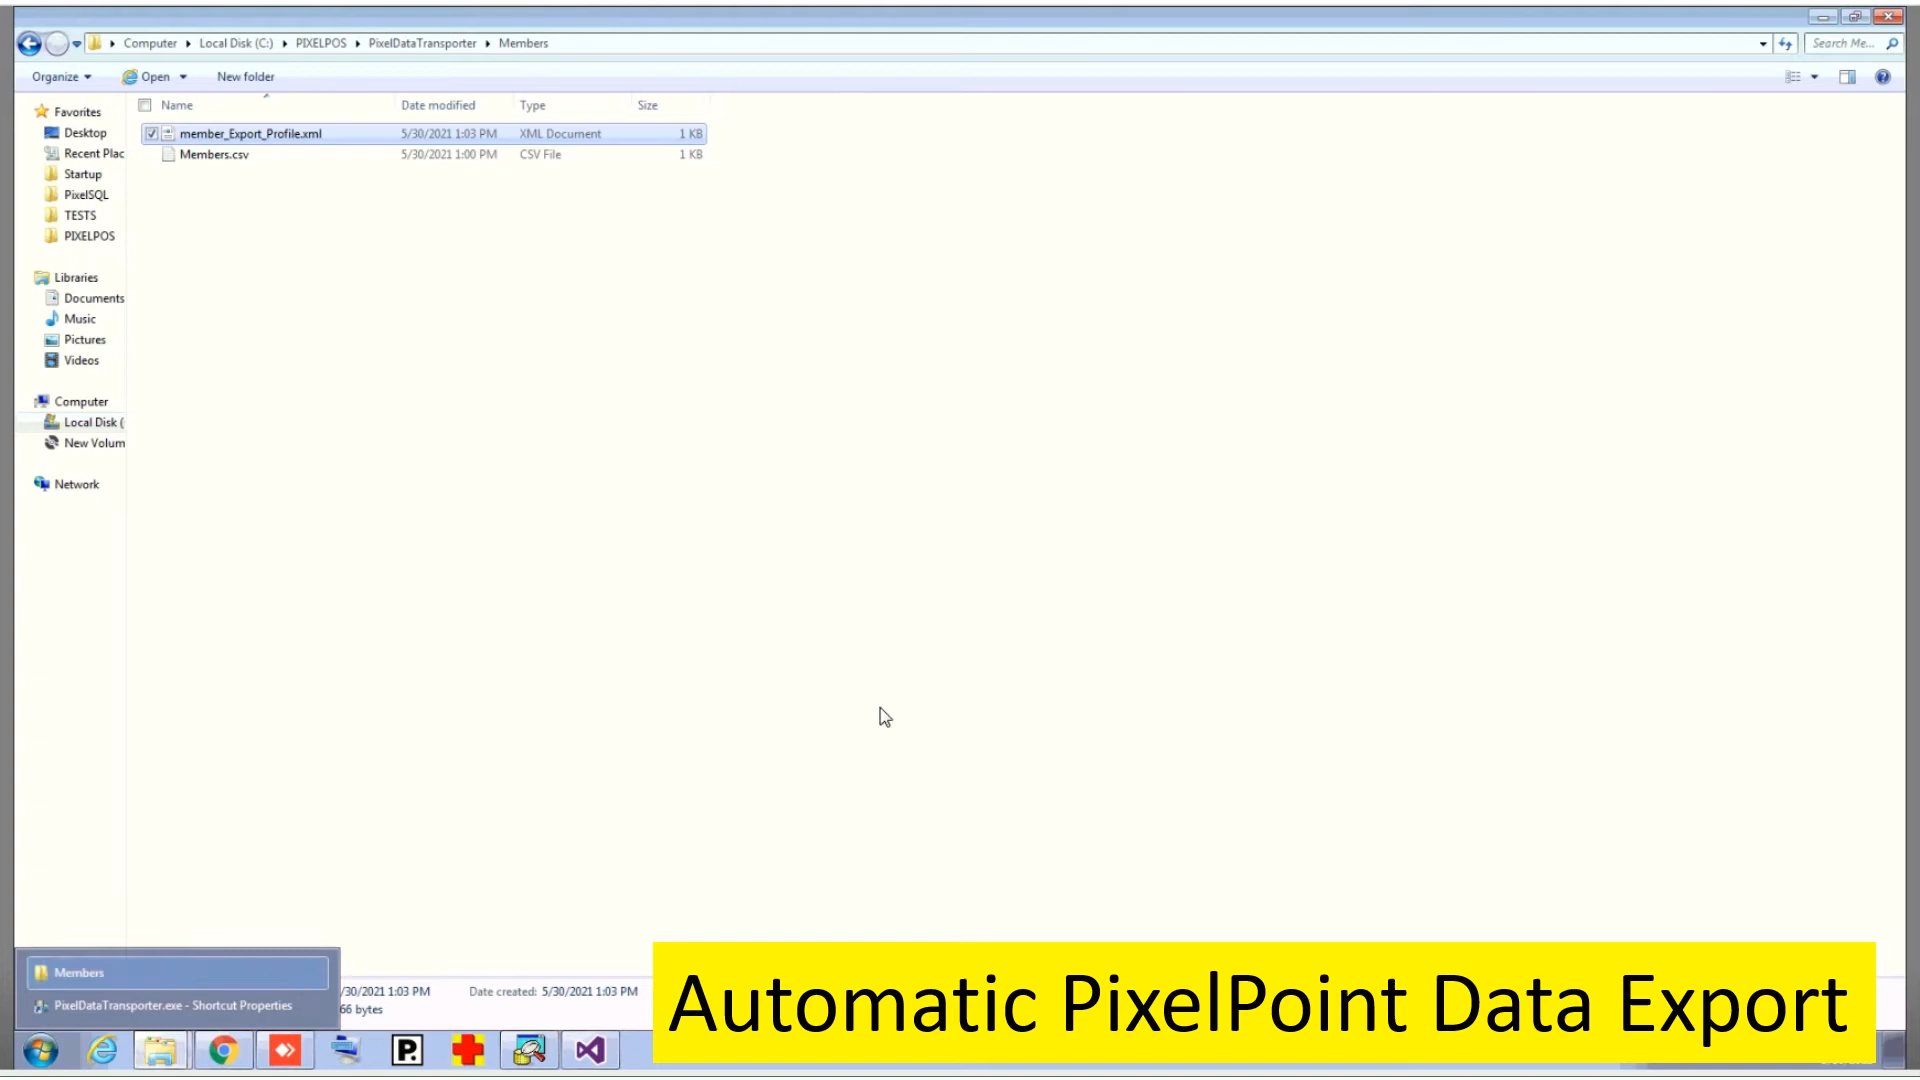 Computer Local Disk (C:) PIXELPOS PixelDataTransporter Members
Search Me...
Organize Open New folder
Name Date modified Type Size
member_Export_Profile.xml 5/30/2021 1:03 PM XML Document 1 KB
Members.csv 5/30/2021 1:00 PM CSV File 1 KB
Favorites
Desktop
Recent Plac
Startup
PixelSQL
TESTS
PIXELPOS
Libraries
Documents
Music
Pictures
Videos
Computer
Local Disk (
New Volum
Network
Members
PixelDataTransporter.exe - Shortcut Properties
/30/2021 1:03 PM Date created: 5/30/2021 1:03 PM
66 bytes
P.
Automatic PixelPoint Data Export